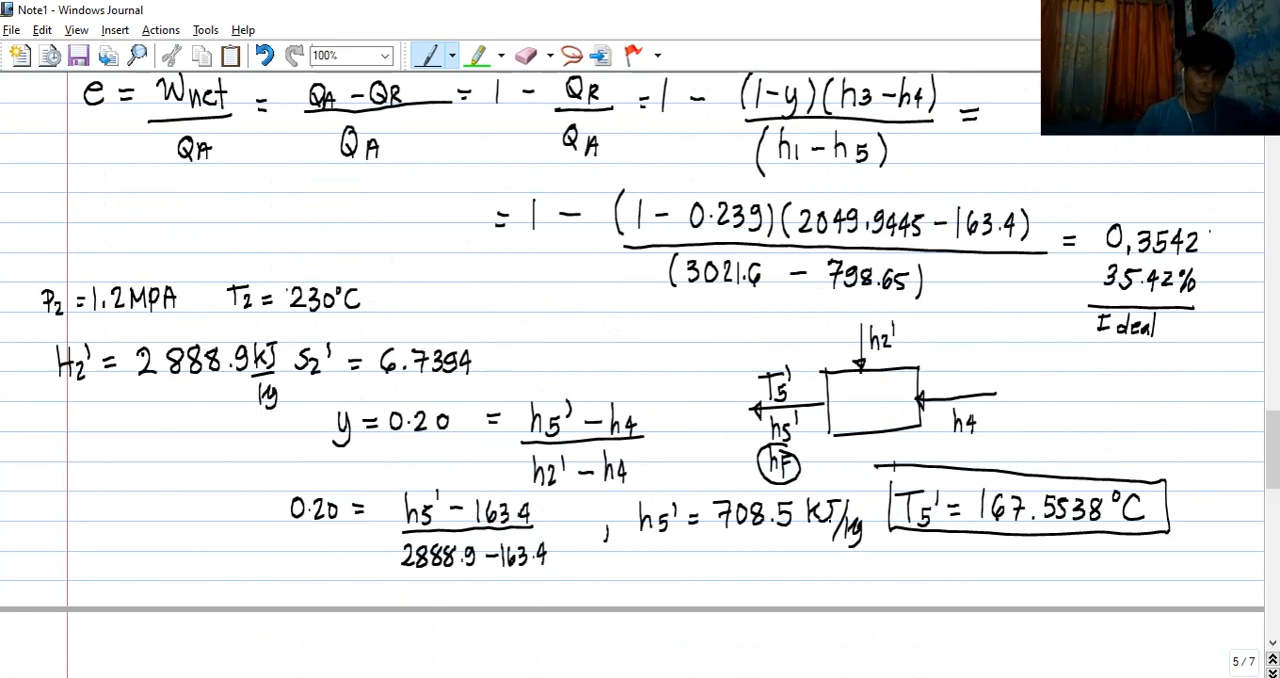 Note1 - Windows Journal
File Edit View Insert Actions Tools Help
100%
e = Wnet / QA = QA - QR / QA = 1 - QR / QA = 1 - (1-y)(h3-h4) / (h1-h5) =
= 1 - (1-0.239)(2049.9445-163.4) / (3021.6 - 798.65) = 0,3542
35.42%
Ideal
P2 = 1.2MPA T2 = 230°C
H2' = 2888.9 kJ/kg S2' = 6.7394
h2'
T5'
h5'
hF
h4
y = 0.20 = h5' - h4 / h2' - h4
0.20 = h5' - 163.4 / 2888.9 - 163.4 , h5' = 708.5 KJ/kg T5' = 167.5538°C
5 / 7